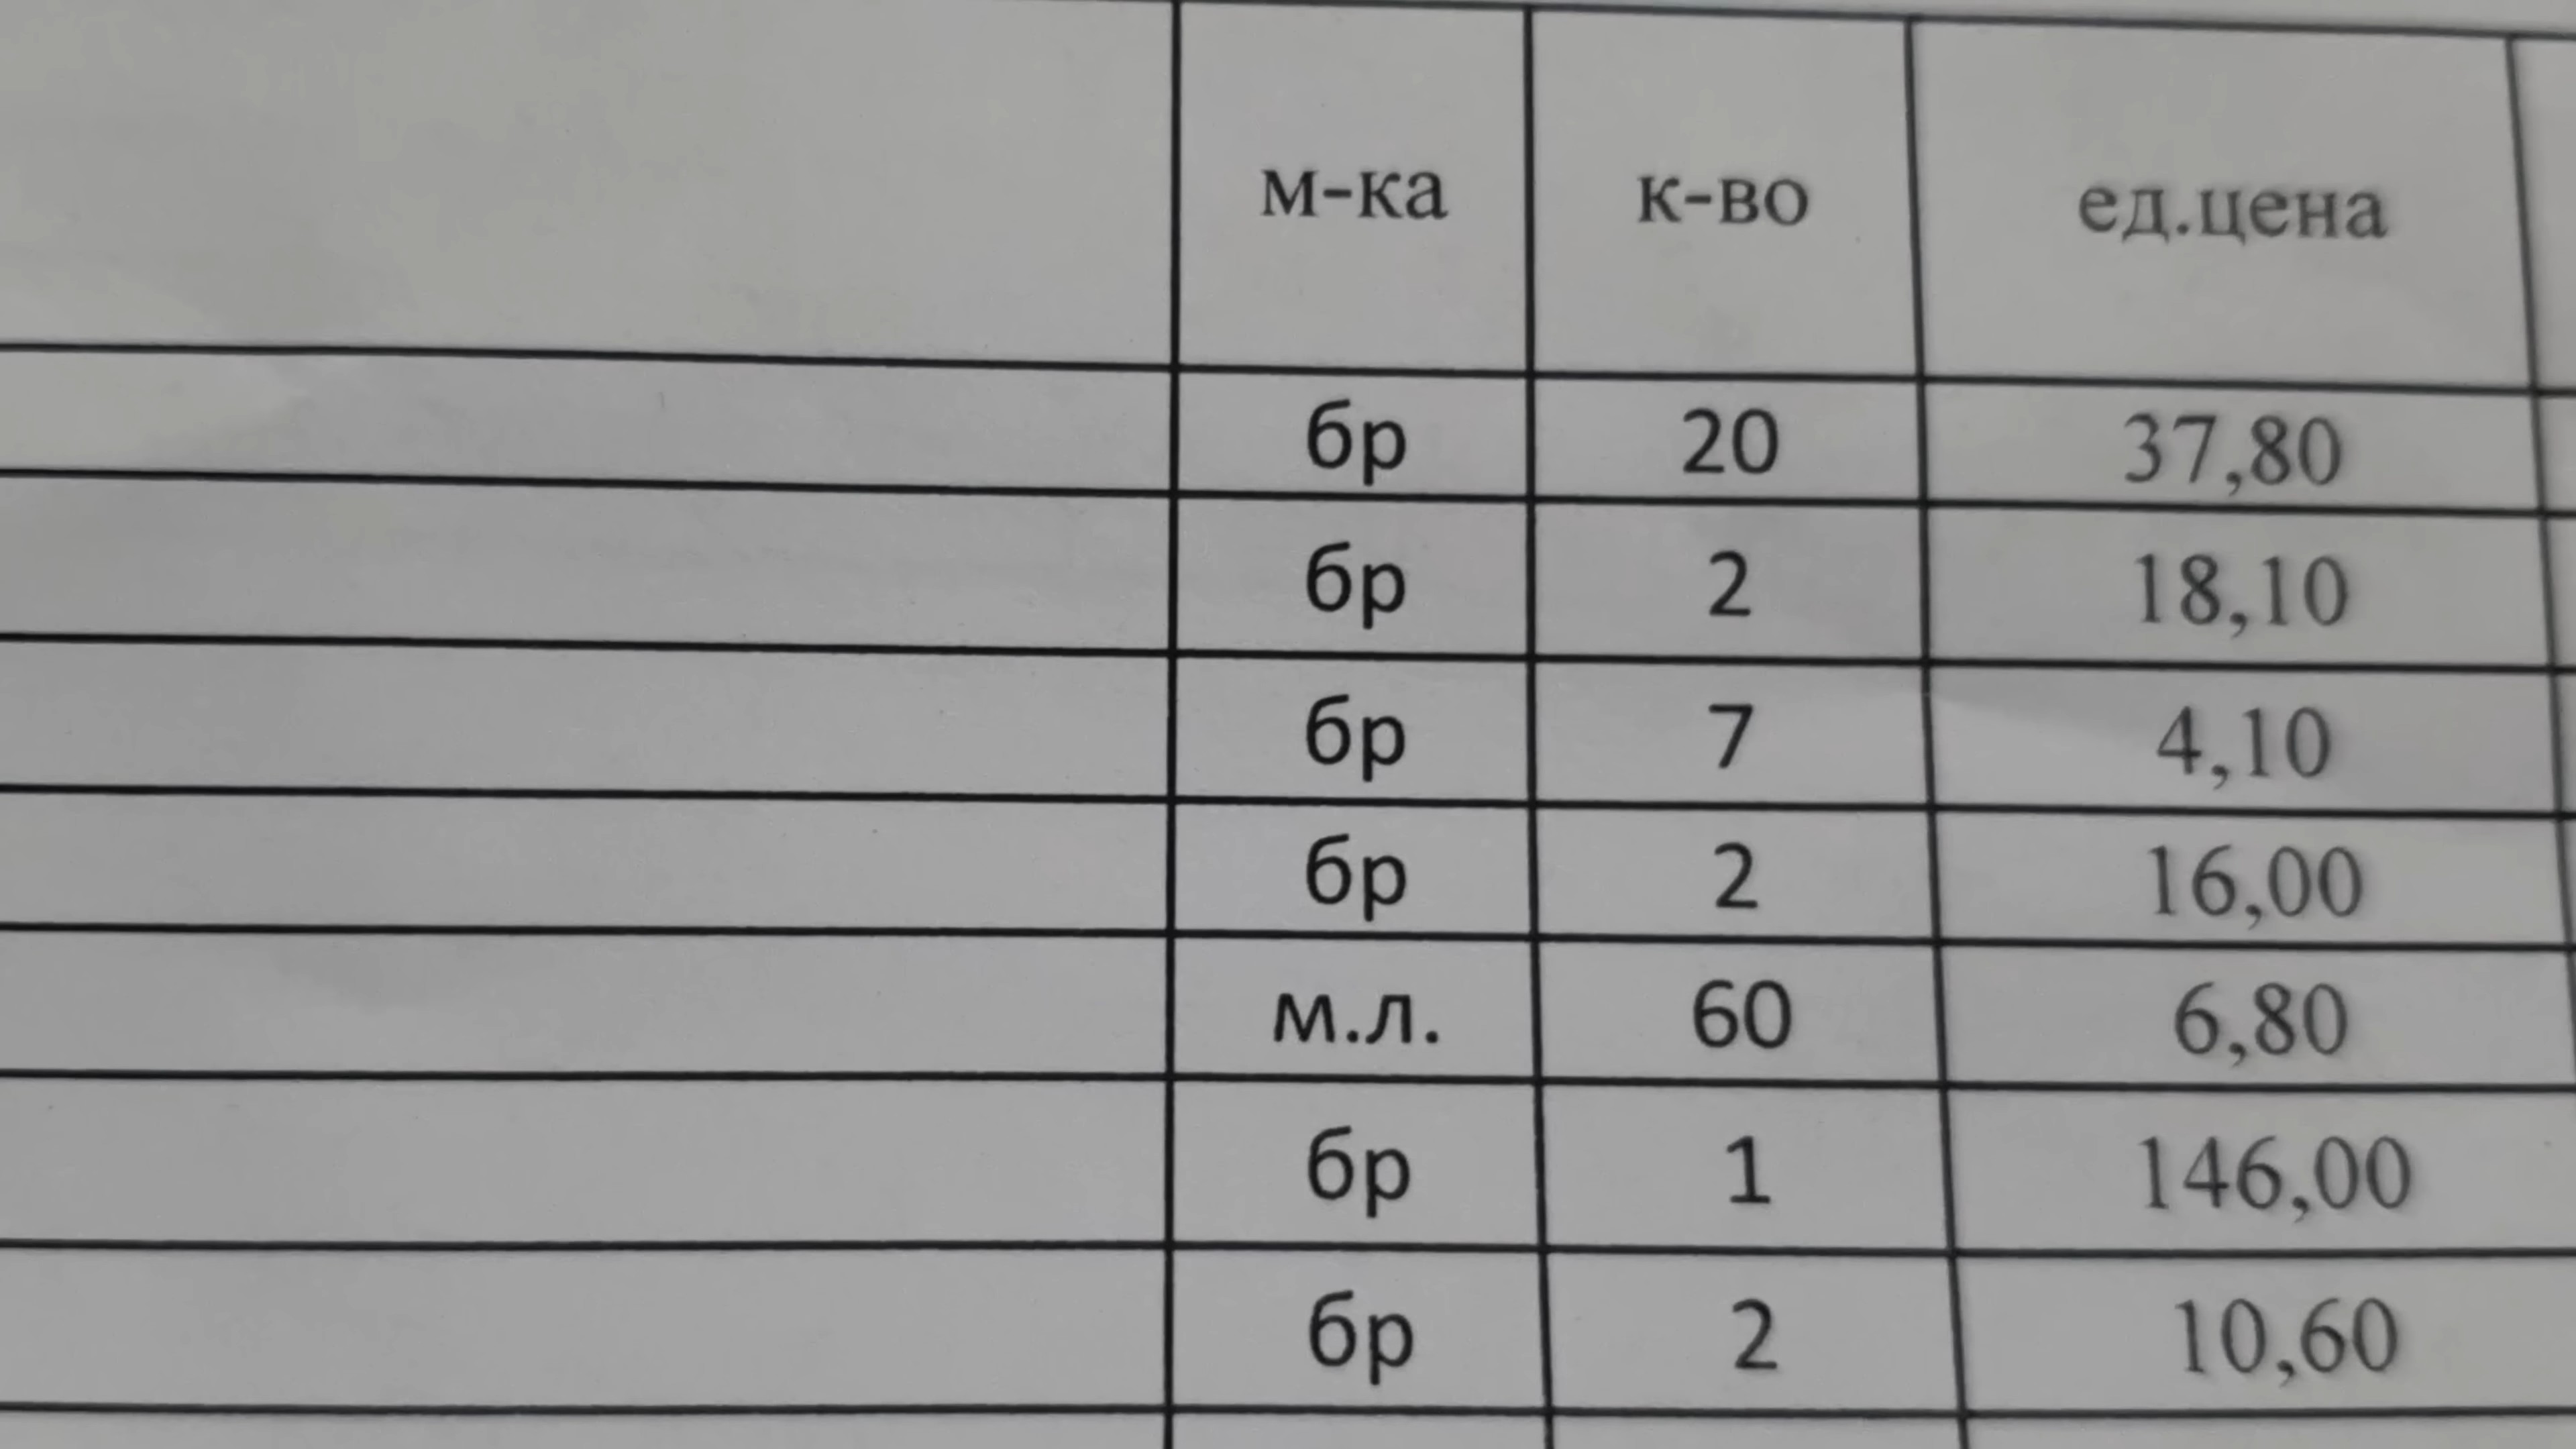 м-ка к-во ед.цена
бр 20 37,80
бр 2 18,10
бр 7 4,10
бр 2 16,00
м.л. 60 6,80
бр 1 146,00
бр 2 10,60